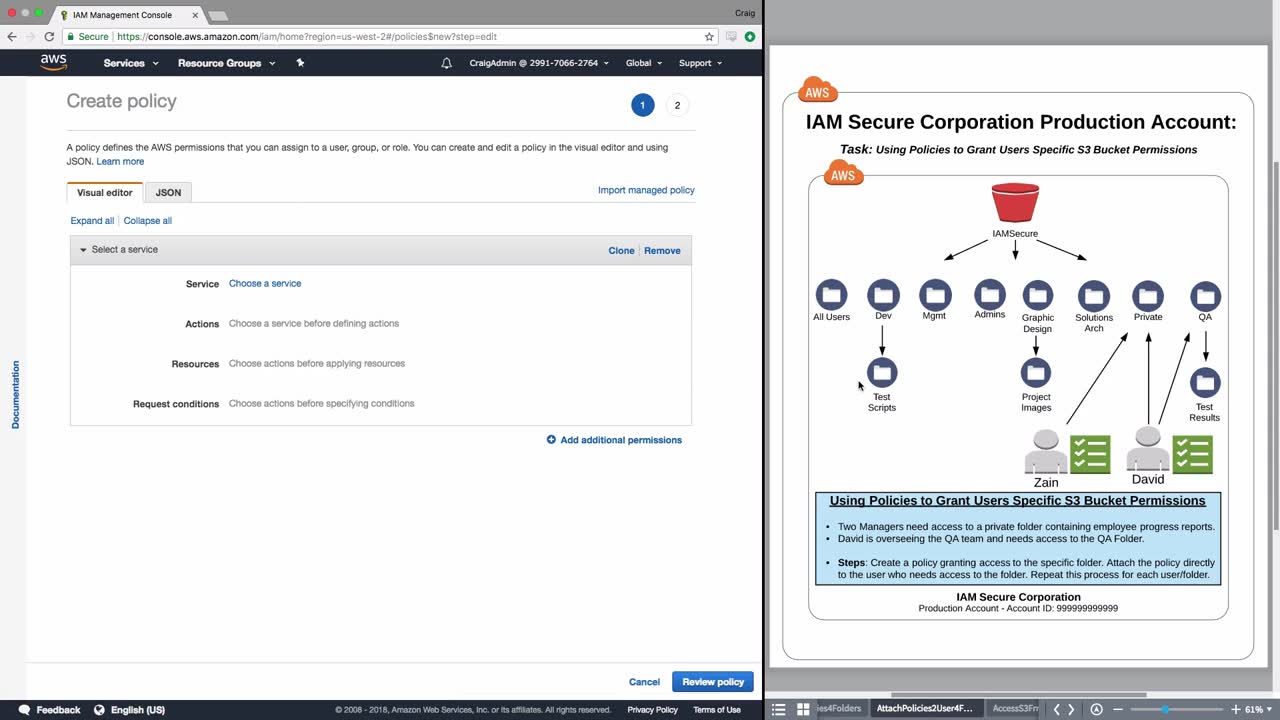 IAM Management Console
Craig
Secure
https://console.aws.amazon.com/iam/home?region=us-west-2#/policies$new?step=edit
aws
Services
Resource Groups
CraigAdmin @ 2991-7066-2764
Global
Support
Create policy
1
2
A policy defines the AWS permissions that you can assign to a user, group, or role. You can create and edit a policy in the visual editor and using
JSON. Learn more
Visual editor
JSON
Import managed policy
Expand all
Collapse all
Select a service
Clone
Remove
Service
Choose a service
Actions
Choose a service before defining actions
Resources
Choose actions before applying resources
Request conditions
Choose actions before specifying conditions
Add additional permissions
Documentation
Cancel
Review policy
Feedback
English (US)
© 2008 - 2018, Amazon Web Services, Inc. or its affiliates. All rights reserved.
Privacy Policy
Terms of Use
AWS
IAM Secure Corporation Production Account:
Task: Using Policies to Grant Users Specific S3 Bucket Permissions
AWS
IAMSecure
All Users
Dev
Mgmt
Admins
Graphic
Design
Solutions
Arch
Private
QA
Test
Scripts
Project
Images
Test
Results
Zain
David
Using Policies to Grant Users Specific S3 Bucket Permissions
• Two Managers need access to a private folder containing employee progress reports.
• David is overseeing the QA team and needs access to the QA Folder.
• Steps: Create a policy granting access to the specific folder. Attach the policy directly
to the user who needs access to the folder. Repeat this process for each user/folder.
IAM Secure Corporation
Production Account - Account ID: 999999999999
ies4Folders
AttachPolicies2User4F...
AccessS3Fr
61%